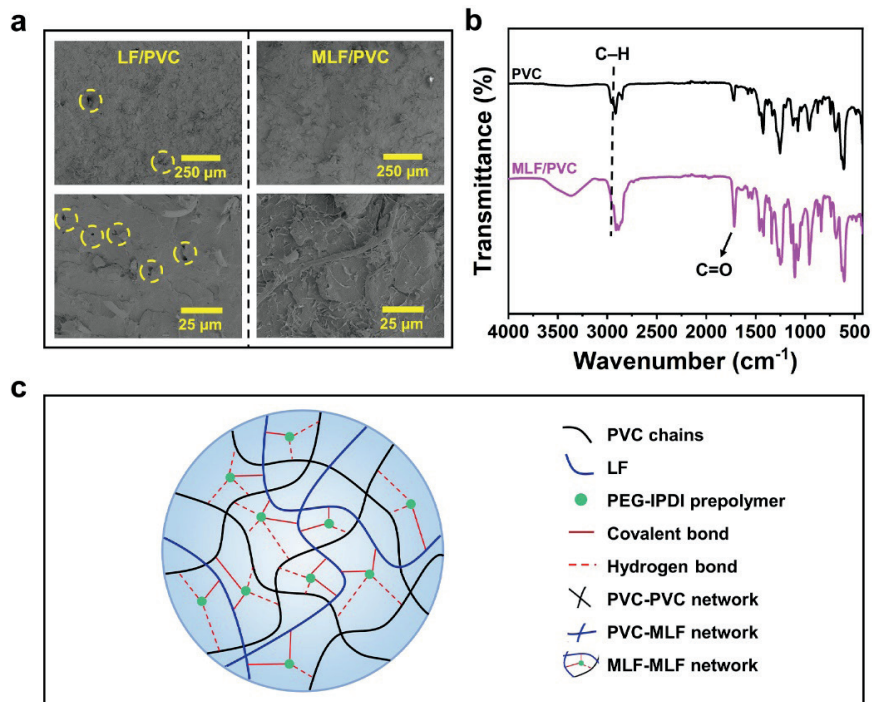 a
LF/PVC
MLF/PVC
250 µm
250 µm
25 µm
25 µm
b
Transmittance (%)
C–H
PVC
MLF/PVC
C=O
4000 3500 3000 2500 2000 1500 1000 500
Wavenumber (cm⁻¹)
c
PVC chains
LF
PEG-IPDI prepolymer
Covalent bond
Hydrogen bond
PVC-PVC network
PVC-MLF network
MLF-MLF network